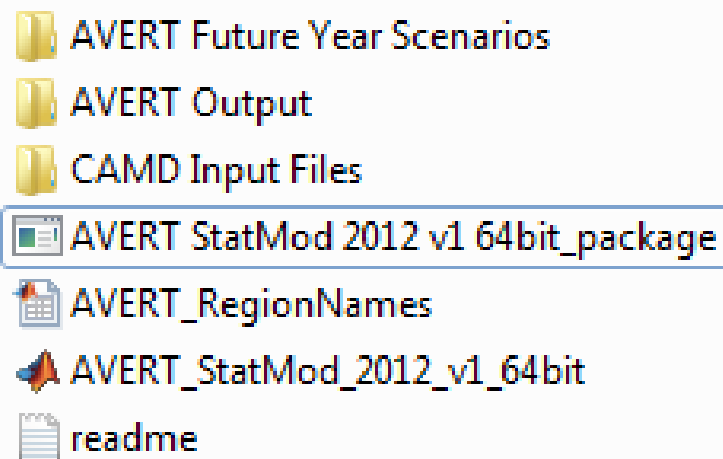 AVERT Future Year Scenarios
AVERT Output
CAMD Input Files
AVERT StatMod 2012 v1 64bit_package
AVERT_RegionNames
AVERT_StatMod_2012_v1_64bit
readme